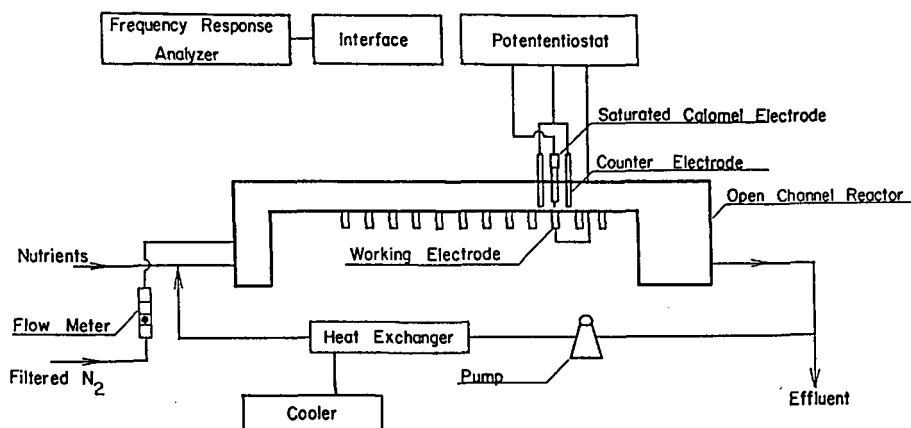 Frequency Response
Analyzer
Interface
Potententiostat
Saturated Calomel Electrode
Counter Electrode
Open Channel Reactor
Working Electrode
Nutrients
Flow Meter
Filtered N2
Heat Exchanger
Cooler
Pump
Effluent